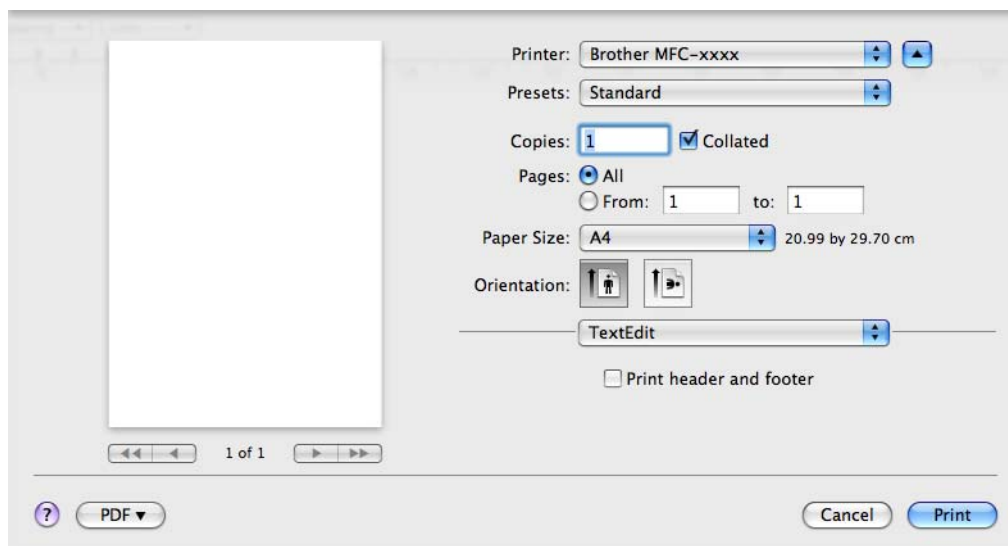 Printer: Brother MFC-xxxx
Presets: Standard
Copies: 1 Collated
Pages: All
From: 1 to: 1
Paper Size: A4 20.99 by 29.70 cm
Orientation:
TextEdit
Print header and footer
1 of 1
? PDF Cancel Print